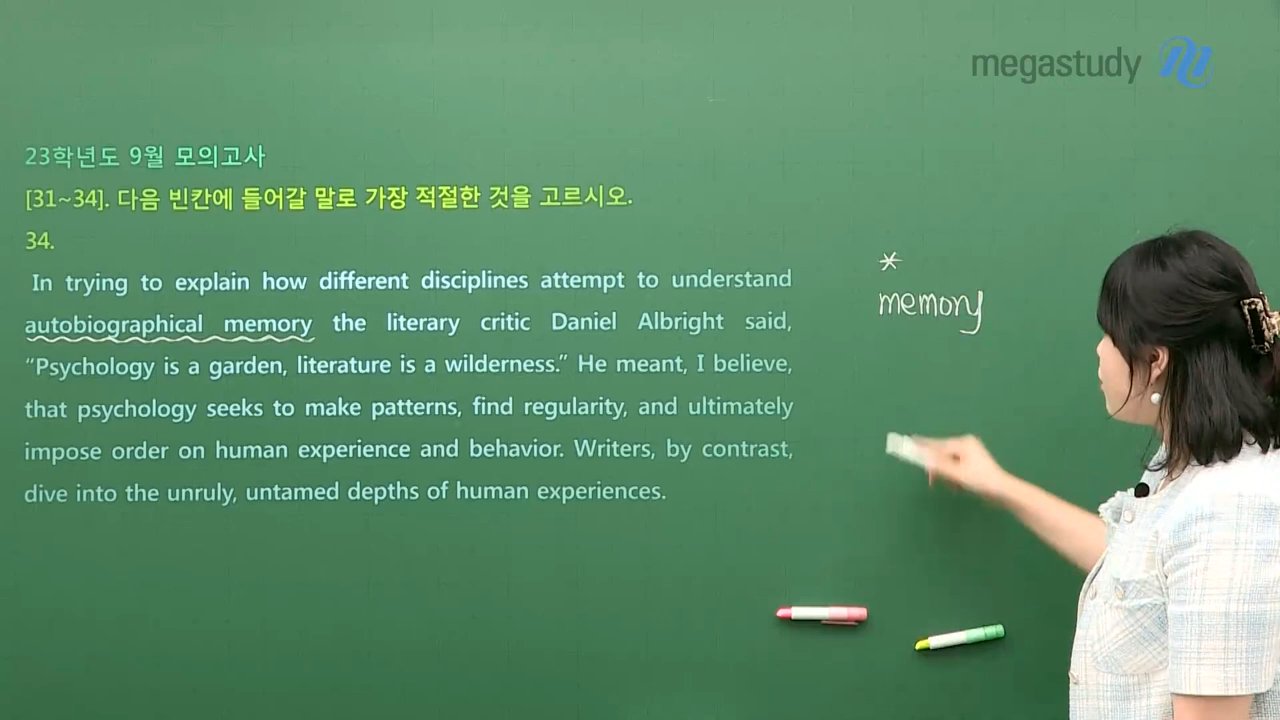 megastudy
23학년도 9월 모의고사
[31~34]. 다음 빈칸에 들어갈 말로 가장 적절한 것을 고르시오.
34.
In trying to explain how different disciplines attempt to understand
autobiographical memory the literary critic Daniel Albright said,
“Psychology is a garden, literature is a wilderness.” He meant, I believe,
that psychology seeks to make patterns, find regularity, and ultimately
impose order on human experience and behavior. Writers, by contrast,
dive into the unruly, untamed depths of human experiences.
*
memory